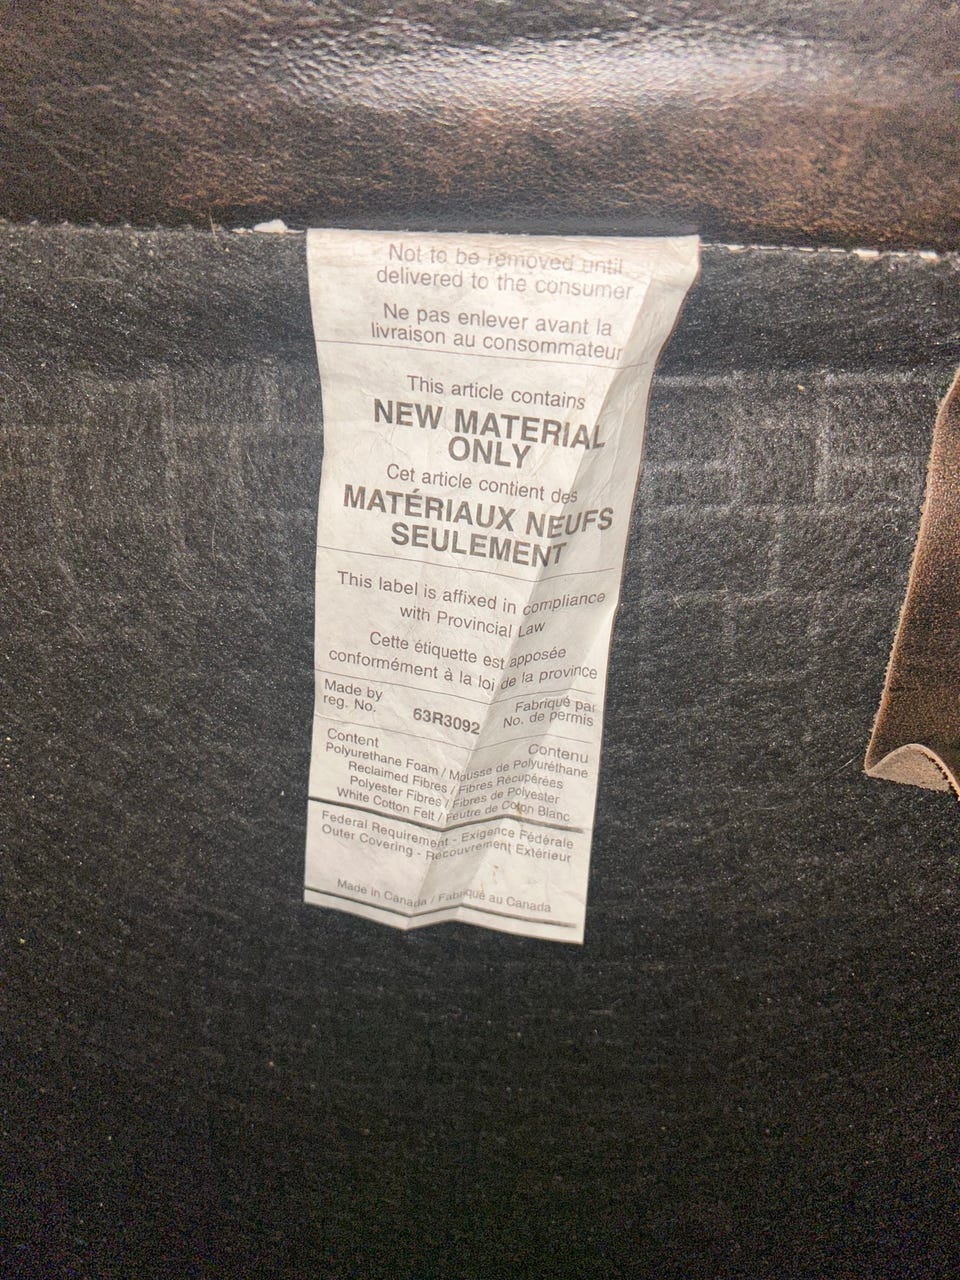 Not to be removed until
delivered to the consumer
Ne pas enlever avant la
livraison au consommateur
This article contains
NEW MATERIAL
ONLY
Cet article contient des
MATÉRIAUX NEUFS
SEULEMENT
This label is affixed in compliance
with Provincial Law
Cette étiquette est apposée
conformément à la loi de la province
Made by
reg. No.
63R3092
Fabriqué par
No. de permis
Content
Contenu
Polyurethane Foam / Mousse de Polyuréthane
Reclaimed Fibres / Fibres Récupérées
Polyester Fibres / Fibres de Polyester
White Cotton Felt / Feutre de Coton Blanc
Federal Requirement - Exigence Fédérale
Outer Covering - Recouvrement Extérieur
Made in Canada / Fabriqué au Canada